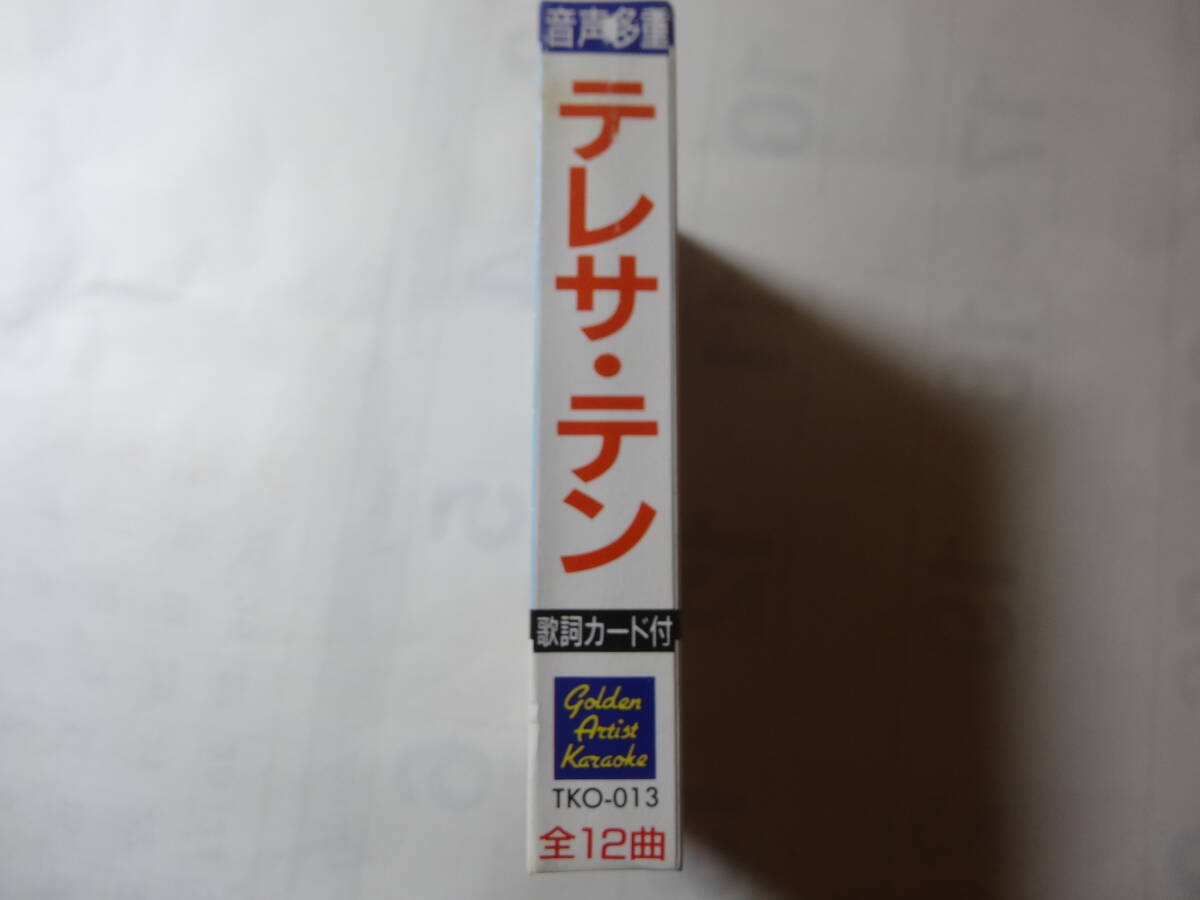 音声多重
テレサ・テン
歌詞カード付
Golden
Artist
Karaoke
TKO-013
全12曲